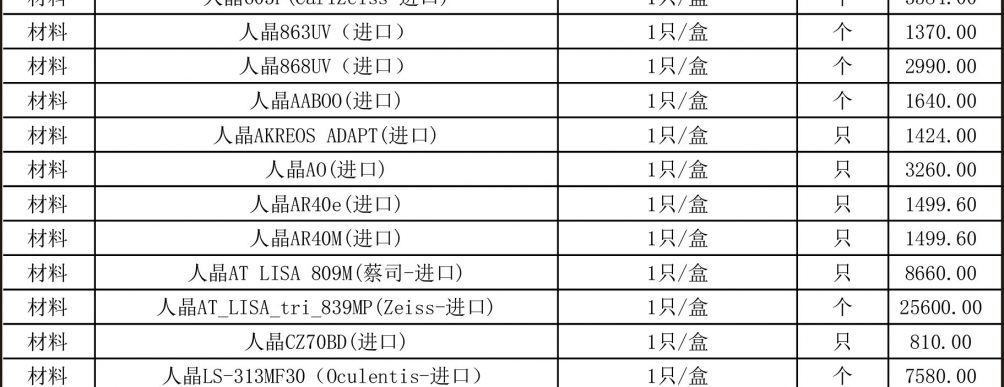 材料 人晶605P(CarlZeiss-进口) 1只/盒 个 3384.00
材料 人晶863UV（进口） 1只/盒 个 1370.00
材料 人晶868UV（进口） 1只/盒 个 2990.00
材料 人晶AAB00(进口) 1只/盒 个 1640.00
材料 人晶AKREOS ADAPT(进口) 1只/盒 只 1424.00
材料 人晶AO(进口) 1只/盒 只 3260.00
材料 人晶AR40e(进口) 1只/盒 只 1499.60
材料 人晶AR40M(进口) 1只/盒 只 1499.60
材料 人晶AT LISA 809M(蔡司-进口) 1只/盒 只 8660.00
材料 人晶AT_LISA_tri_839MP(Zeiss-进口) 1只/盒 个 25600.00
材料 人晶CZ70BD(进口) 1只/盒 只 810.00
材料 人晶LS-313MF30（Oculentis-进口） 1只/盒 个 7580.00